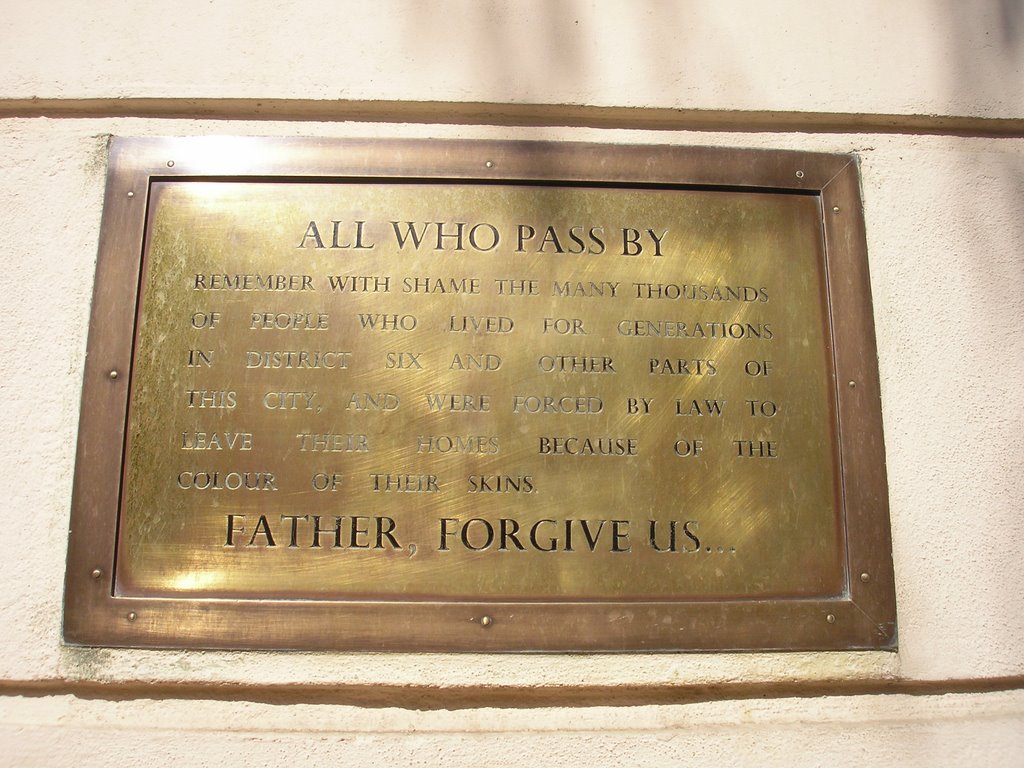 ALL WHO PASS BY
REMEMBER WITH SHAME THE MANY THOUSANDS
OF PEOPLE WHO LIVED FOR GENERATIONS
IN DISTRICT SIX AND OTHER PARTS OF
THIS CITY, AND WERE FORCED BY LAW TO
LEAVE THEIR HOMES BECAUSE OF THE
COLOUR OF THEIR SKINS.
FATHER, FORGIVE US...